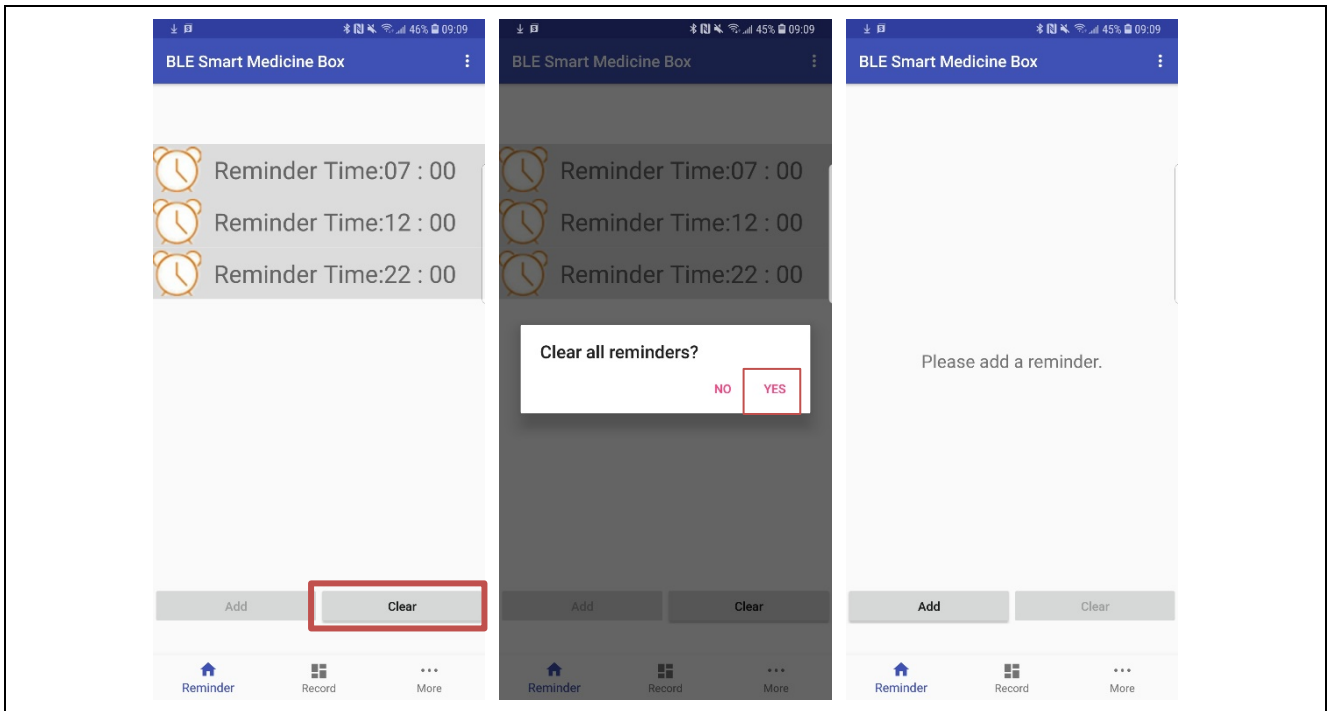 46% 09:09
BLE Smart Medicine Box
Reminder Time:07 : 00
Reminder Time:12 : 00
Reminder Time:22 : 00
Add
Clear
Reminder
Record
More
45% 09:09
BLE Smart Medicine Box
Reminder Time:07 : 00
Reminder Time:12 : 00
Reminder Time:22 : 00
Clear all reminders?
NO YES
Add
Clear
Reminder
Record
More
45% 09:09
BLE Smart Medicine Box
Please add a reminder.
Add
Clear
Reminder
Record
More